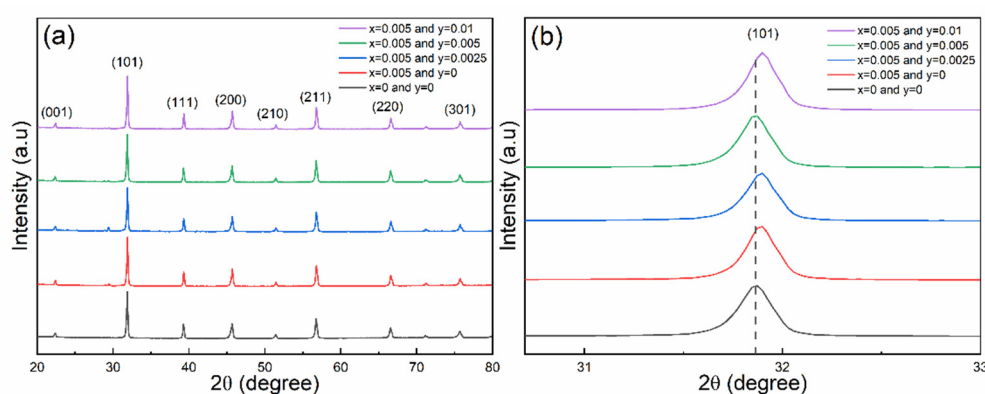 (a)
x=0.005 and y=0.01
x=0.005 and y=0.005
x=0.005 and y=0.0025
x=0.005 and y=0
x=0 and y=0
(001)
(101)
(111)
(200)
(210)
(211)
(220)
(301)
Intensity (a.u)
20 30 40 50 60 70 80
2θ (degree)
(b)
(101)
x=0.005 and y=0.01
x=0.005 and y=0.005
x=0.005 and y=0.0025
x=0.005 and y=0
x=0 and y=0
Intensity (a.u)
31 32 33
2θ (degree)